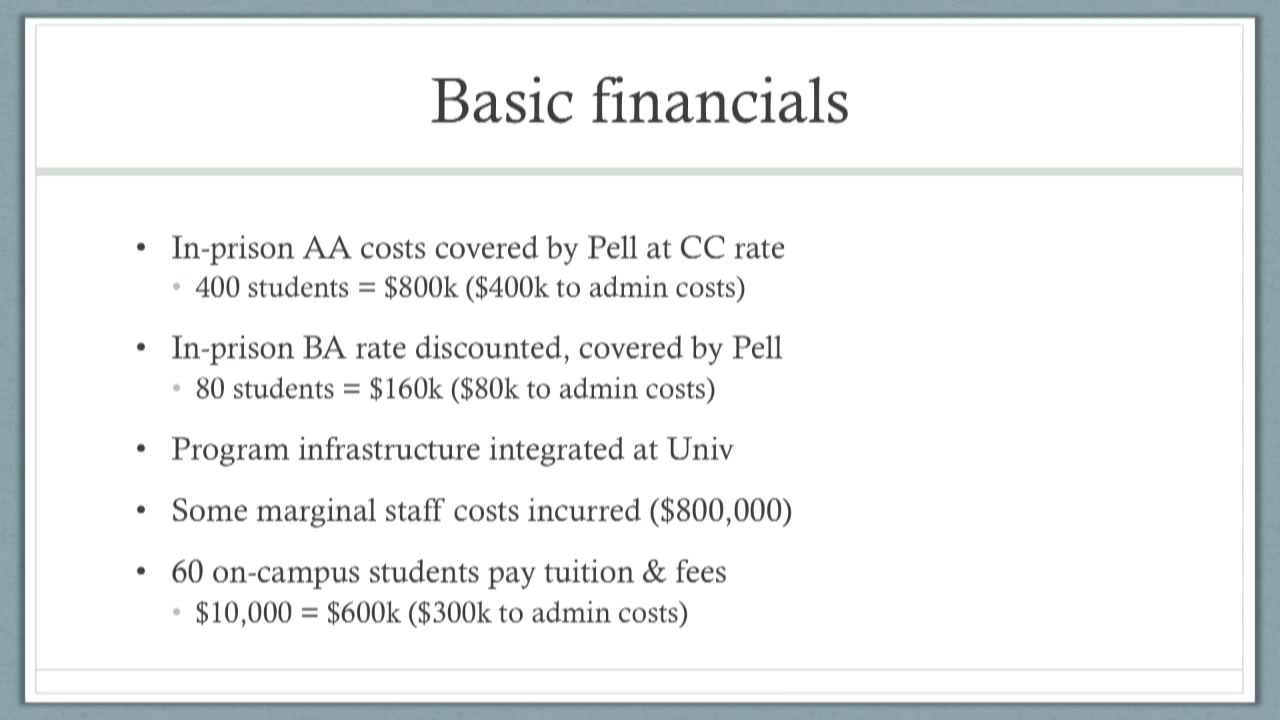 Basic financials
• In-prison AA costs covered by Pell at CC rate
• 400 students = $800k ($400k to admin costs)
• In-prison BA rate discounted, covered by Pell
• 80 students = $160k ($80k to admin costs)
• Program infrastructure integrated at Univ
• Some marginal staff costs incurred ($800,000)
• 60 on-campus students pay tuition & fees
• $10,000 = $600k ($300k to admin costs)